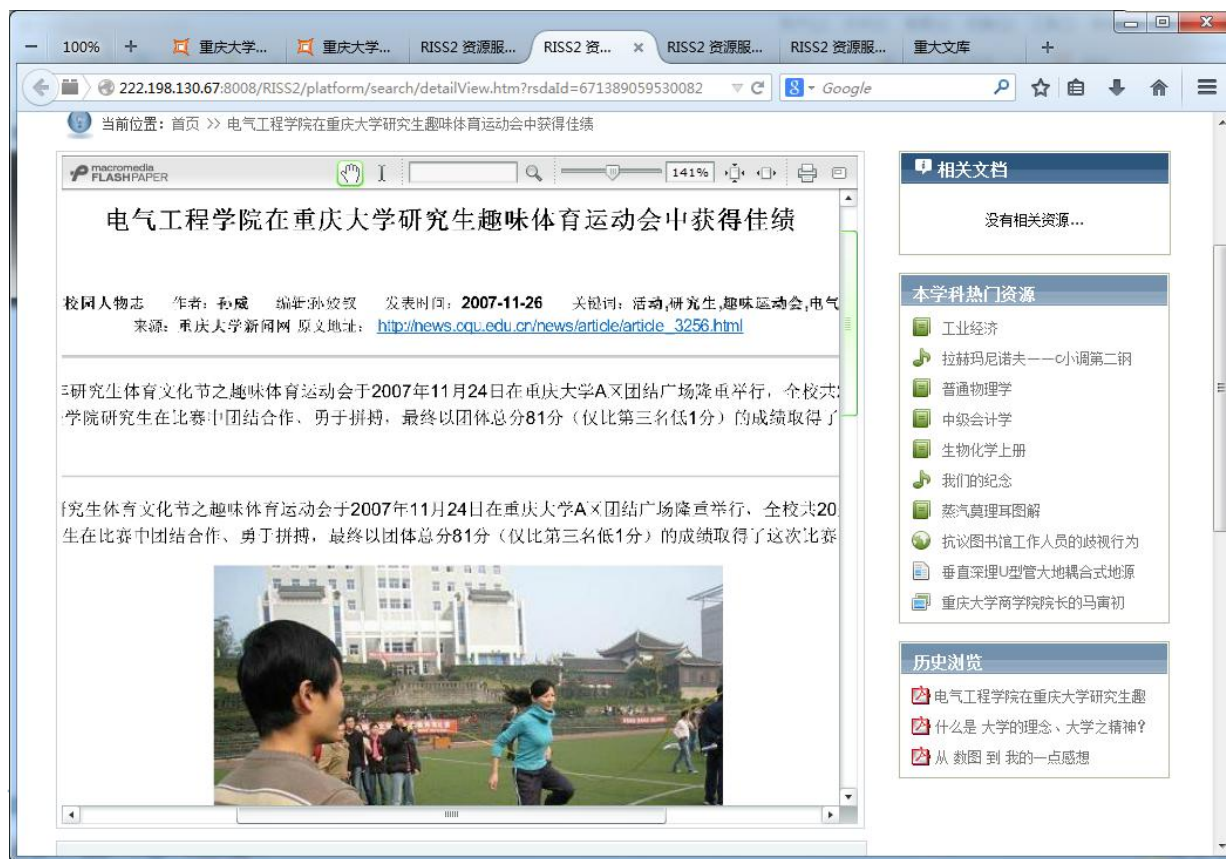 100%
重庆大学...
重庆大学...
RISS2 资源服...
RISS2 资...
RISS2 资源服...
RISS2 资源服...
重大文库
222.198.130.67:8008/RISS2/platform/search/detailView.htm?rsdaId=671389059530082
Google
当前位置：首页 >> 电气工程学院在重庆大学研究生趣味体育运动会中获得佳绩
macromedia
FLASHPAPER
141%
电气工程学院在重庆大学研究生趣味体育运动会中获得佳绩
校园人物志 作者：孙威 编辑:孙 发表时间：2007-11-26 关键词：活动,研究生,趣味运动会,电气
来源：重庆大学新闻网 原文地址： http://news.cqu.edu.cn/news/article/article_3256.html
研究生体育文化节之趣味体育运动会于2007年11月24日在重庆大学A区团结广场隆重举行，全校共
学院研究生在比赛中团结合作、勇于拼搏，最终以团体总分81分（仅比第三名低1分）的成绩取得了
研究生体育文化节之趣味体育运动会于2007年11月24日在重庆大学A区团结广场隆重举行、全校共20
生在比赛中团结合作、勇于拼搏，最终以团体总分81分（仅比第三名低1分）的成绩取得了这次比赛
相关文档
没有相关资源...
本学科热门资源
工业经济
拉赫玛尼诺夫——c小调第二钢
普通物理学
中级会计学
生物化学上册
我们的纪念
蒸汽莫理耳图解
抗议图书馆工作人员的歧视行为
垂直深埋U型管大地耦合式地源
重庆大学商学院院长的马寅初
历史浏览
电气工程学院在重庆大学研究生趣
什么是 大学的理念、大学之精神?
从 数图 到 我的一点感想